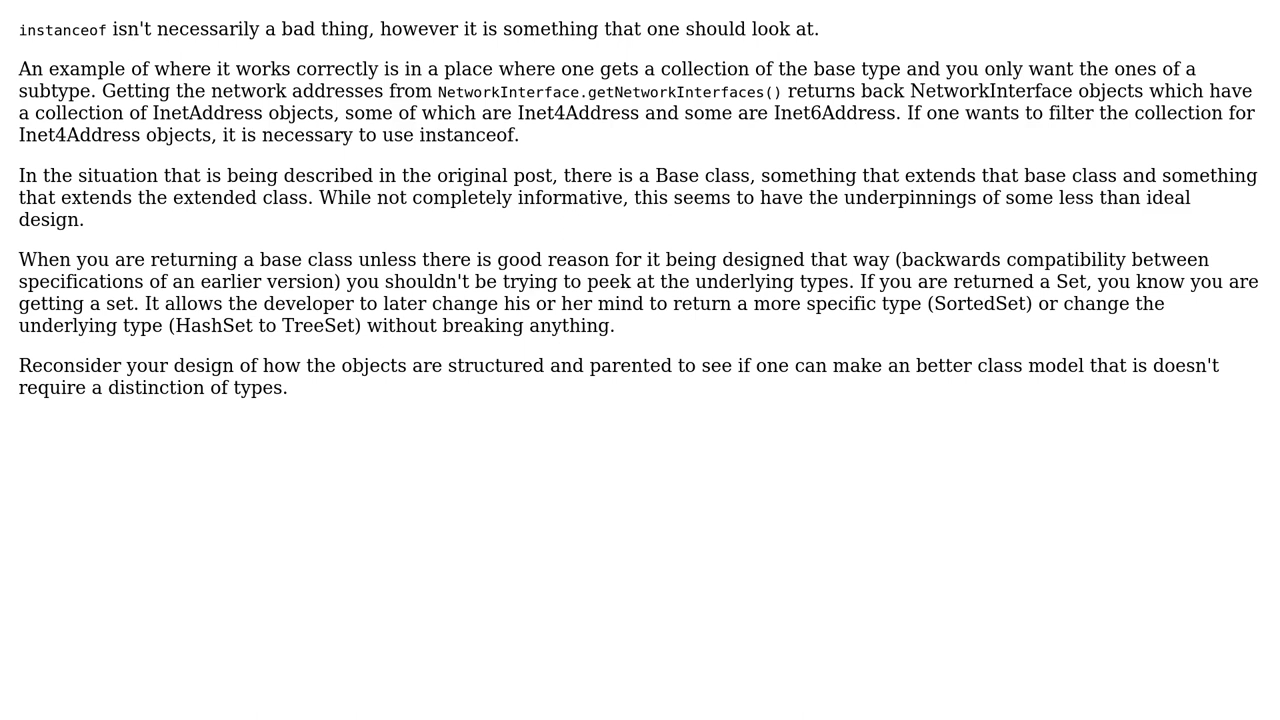 instanceof isn't necessarily a bad thing, however it is something that one should look at.
An example of where it works correctly is in a place where one gets a collection of the base type and you only want the ones of a
subtype. Getting the network addresses from NetworkInterface.getNetworkInterfaces() returns back NetworkInterface objects which have
a collection of InetAddress objects, some of which are Inet4Address and some are Inet6Address. If one wants to filter the collection for
Inet4Address objects, it is necessary to use instanceof.
In the situation that is being described in the original post, there is a Base class, something that extends that base class and something
that extends the extended class. While not completely informative, this seems to have the underpinnings of some less than ideal
design.
When you are returning a base class unless there is good reason for it being designed that way (backwards compatibility between
specifications of an earlier version) you shouldn't be trying to peek at the underlying types. If you are returned a Set, you know you are
getting a set. It allows the developer to later change his or her mind to return a more specific type (SortedSet) or change the
underlying type (HashSet to TreeSet) without breaking anything.
Reconsider your design of how the objects are structured and parented to see if one can make an better class model that is doesn't
require a distinction of types.